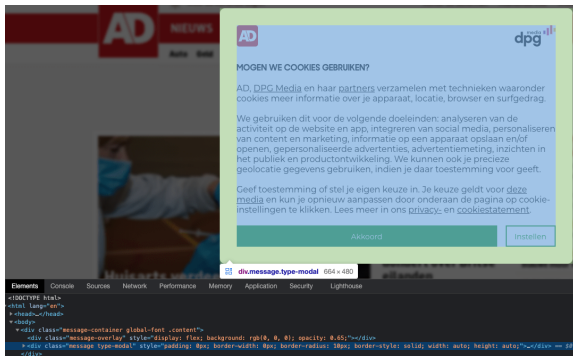 AD
NIEUWS
Auto Geld
AD
media
dpg
MOGEN WE COOKIES GEBRUIKEN?
AD, DPG Media en haar partners verzamelen met technieken waaronder
cookies meer informatie over je apparaat, locatie, browser en surfgedrag.
We gebruiken dit voor de volgende doeleinden: analyseren van de
activiteit op de website en app, integreren van social media, personaliseren
van content en marketing, informatie op een apparaat opslaan en/of
openen, gepersonaliseerde advertenties, advertentiemeting, inzichten in
het publiek en productontwikkeling. We kunnen ook je precieze
geolocatie gegevens gebruiken, indien je daar toestemming voor geeft.
Geef toestemming of stel je eigen keuze in. Je keuze geldt voor deze
media en kun je opnieuw aanpassen door onderaan de pagina op cookie-
instellingen te klikken. Lees meer in ons privacy- en cookiestatement.
Akkoord
Instellen
div.message.type-modal 664 × 480
Elements Console Sources Network Performance Memory Application Security Lighthouse
<!DOCTYPE html>
<html lang="en">
<head>…</head>
<body>
<div class="message-container global-font .content">
<div class="message-overlay" style="display: flex; background: rgb(0, 0, 0); opacity: 0.65;"></div>
<div class="message type-modal" style="padding: 0px; border-width: 0px; border-radius: 10px; border-style: solid; width: auto; height: auto;">…</div>
</div>